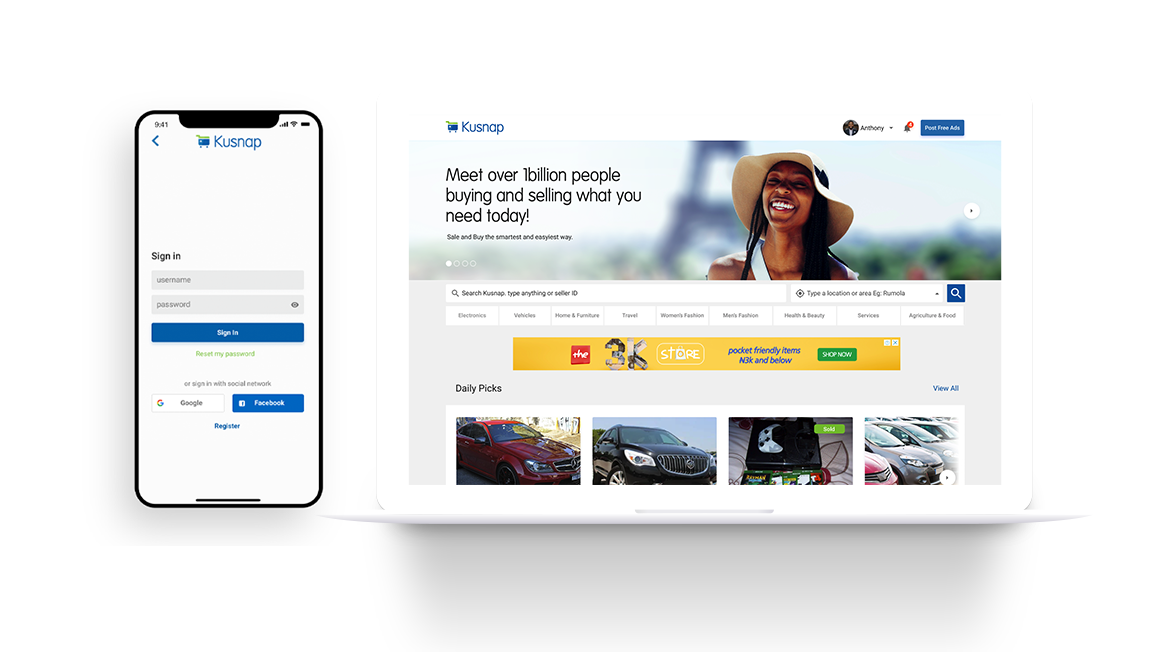 9:41
Kusnap
Sign in
username
password
Sign In
Reset my password
or sign in with social network
Google
Facebook
Register
Kusnap
Anthony
Post Free Ads
Meet over 1billion people
buying and selling what you
need today!
Sale and Buy the smartest and easyiest way.
Search Kusnap. type anything or seller ID
Type a location or area Eg: Rumola
Electronics
Vehicles
Home & Furniture
Travel
Women's Fashion
Men's Fashion
Health & Beauty
Services
Agriculture & Food
the 3K STORE
pocket friendly items
N3k and below
SHOP NOW
Daily Picks
View All
Sold